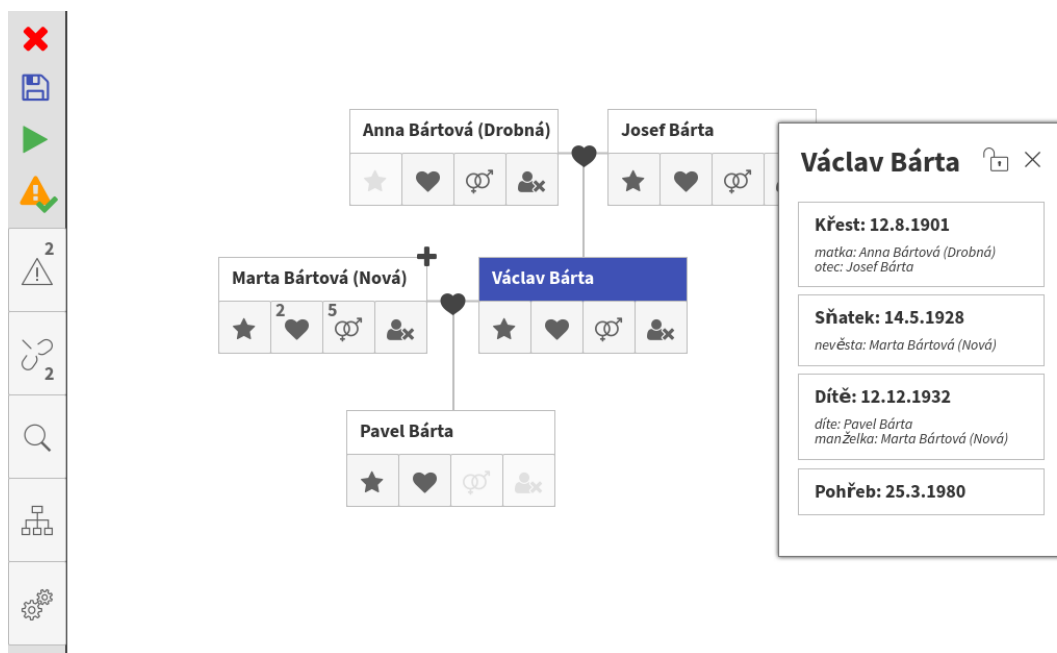 2
2
Anna Bártová (Drobná)
Josef Bárta
Marta Bártová (Nová)
2
5
Václav Bárta
Pavel Bárta
Václav Bárta
Křest: 12.8.1901
matka: Anna Bártová (Drobná)
otec: Josef Bárta
Sňatek: 14.5.1928
nevěsta: Marta Bártová (Nová)
Dítě: 12.12.1932
díte: Pavel Bárta
manželka: Marta Bártová (Nová)
Pohřeb: 25.3.1980